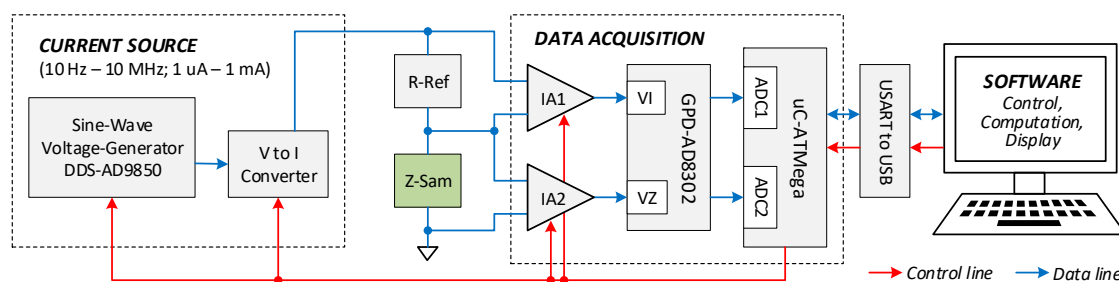 CURRENT SOURCE
(10 Hz – 10 MHz; 1 uA – 1 mA)
Sine-Wave
Voltage-Generator
DDS-AD9850
V to I
Converter
R-Ref
Z-Sam
DATA ACQUISITION
IA1
IA2
VI
VZ
GPD-AD8302
ADC1
ADC2
uC-ATMega
USART to USB
SOFTWARE
Control,
Computation,
Display
Control line
Data line